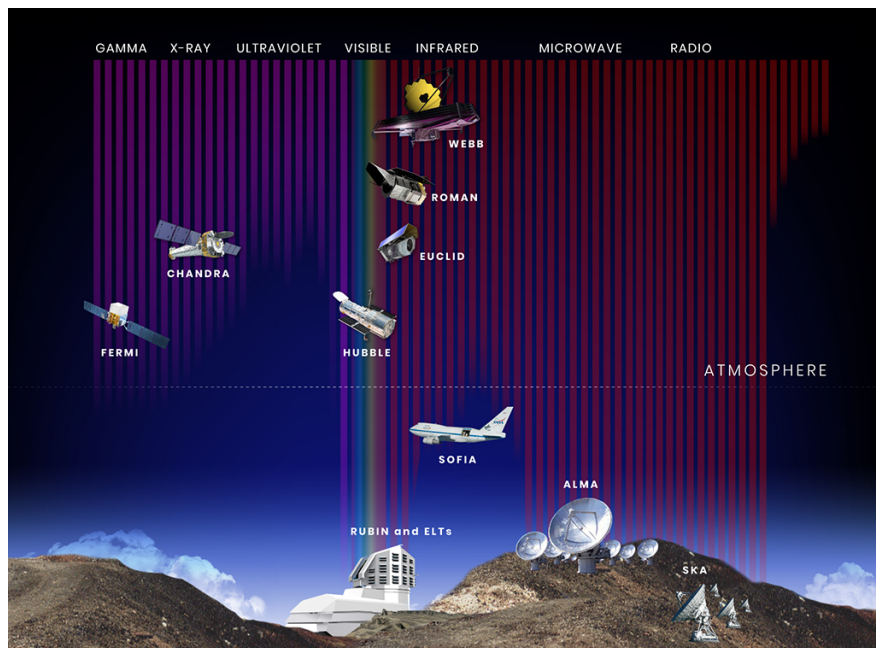 GAMMA X-RAY ULTRAVIOLET VISIBLE INFRARED MICROWAVE RADIO
WEBB
ROMAN
EUCLID
CHANDRA
FERMI
HUBBLE
ATMOSPHERE
SOFIA
ALMA
RUBIN and ELTs
SKA